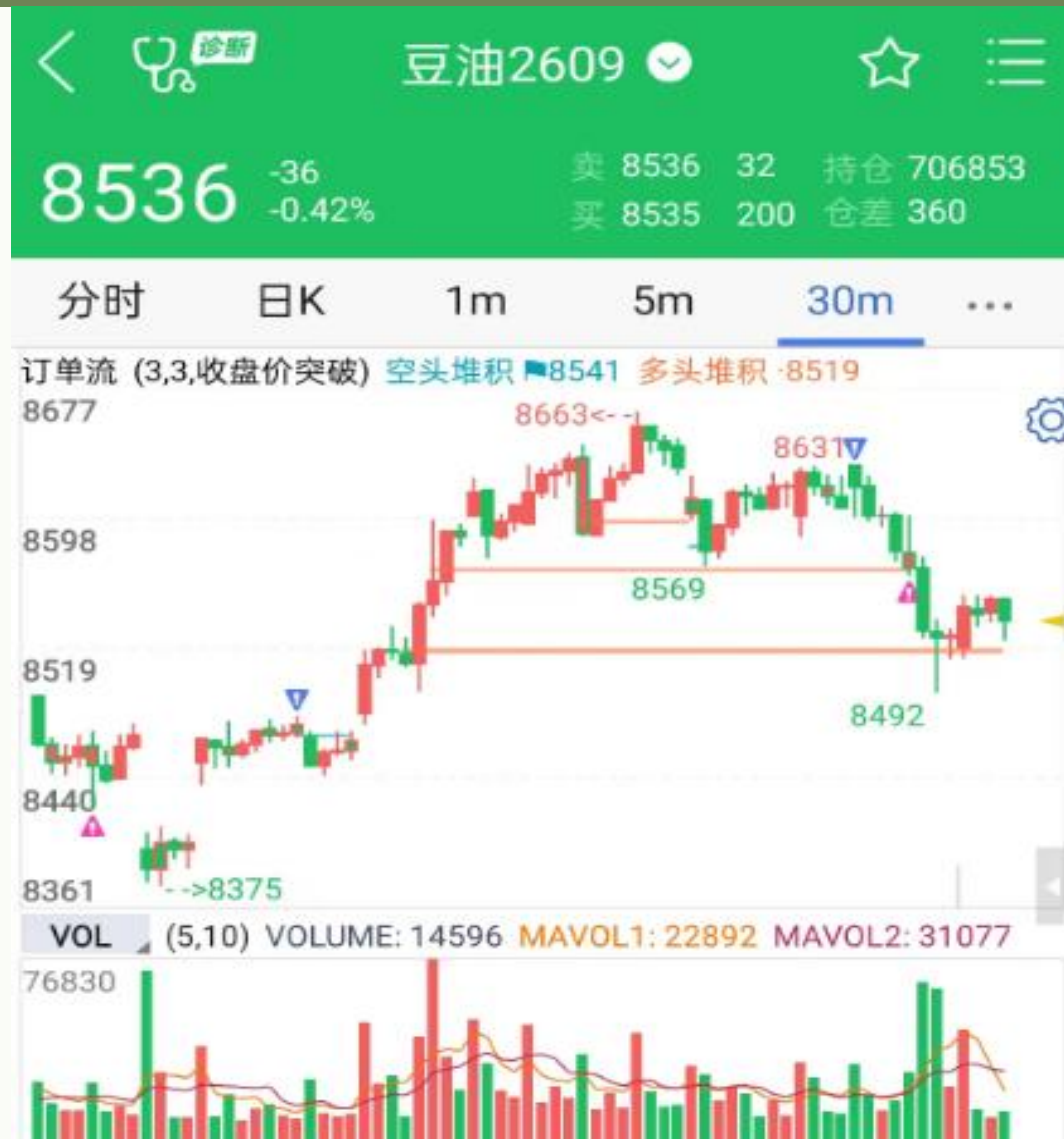 诊断
豆油2609
8536 -36 卖 8536 32 持仓 706853
-0.42% 买 8535 200 仓差 360
分时 日K 1m 5m 30m ...
订单流 (3,3,收盘价突破) 空头堆积 8541 多头堆积 ·8519
8677
8663<--
8631
8598
8569
8519
8492
8440
8361
-->8375
VOL (5,10) VOLUME: 14596 MAVOL1: 22892 MAVOL2: 31077
76830